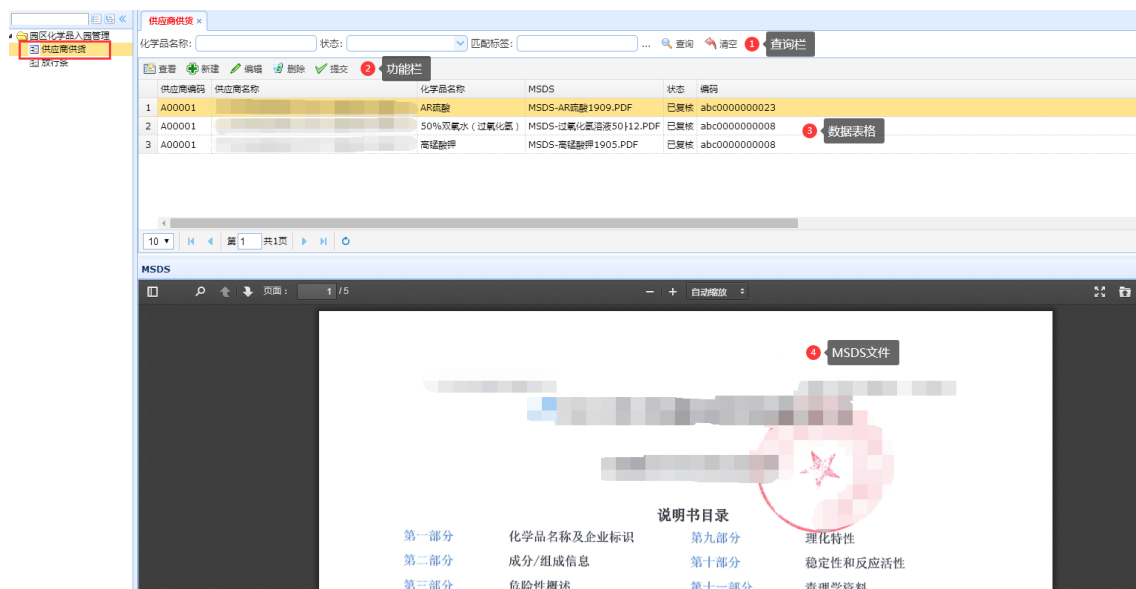 供应商供货 ×
园区化学品入园管理
供应商供货
放行条
化学品名称: 状态: 匹配标签: ... 查询 清空 1 查询栏
查看 新建 编辑 删除 提交 2 功能栏
供应商编码 供应商名称 化学品名称 MSDS 状态 编码
1 A00001 AR硫酸 MSDS-AR硫酸1909.PDF 已复核 abc0000000023
2 A00001 50%双氧水（过氧化氢） MSDS-过氧化氢溶液50 12.PDF 已复核 abc0000000008
3 数据表格
3 A00001 高锰酸钾 MSDS-高锰酸钾1905.PDF 已复核 abc0000000008
10 第 1 共1页
MSDS
页面： 1 /5 自动缩放
4 MSDS文件
说明书目录
第一部分 化学品名称及企业标识 第九部分 理化特性
第二部分 成分/组成信息 第十部分 稳定性和反应活性
第三部分 危险性概述 第十一部分 毒理学资料